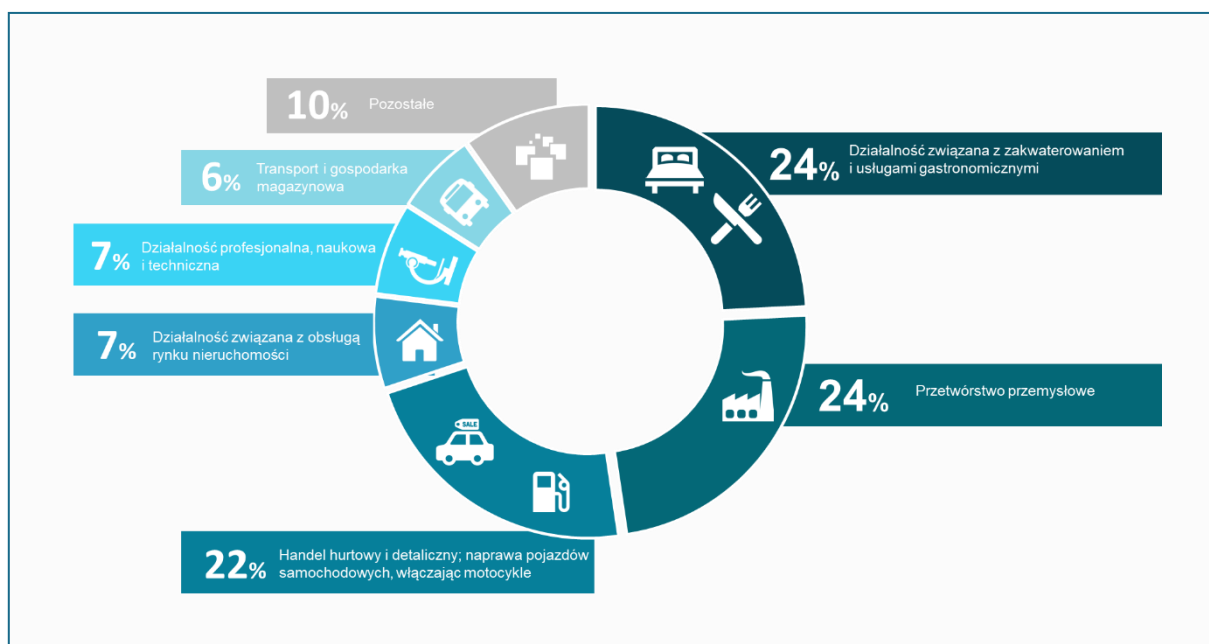 10% Pozostałe
6% Transport i gospodarka
magazynowa
7% Działalność profesjonalna, naukowa
i techniczna
7% Działalność związana z obsługą
rynku nieruchomości
22% Handel hurtowy i detaliczny; naprawa pojazdów
samochodowych, włączając motocykle
24% Działalność związana z zakwaterowaniem
i usługami gastronomicznymi
24% Przetwórstwo przemysłowe
SALE